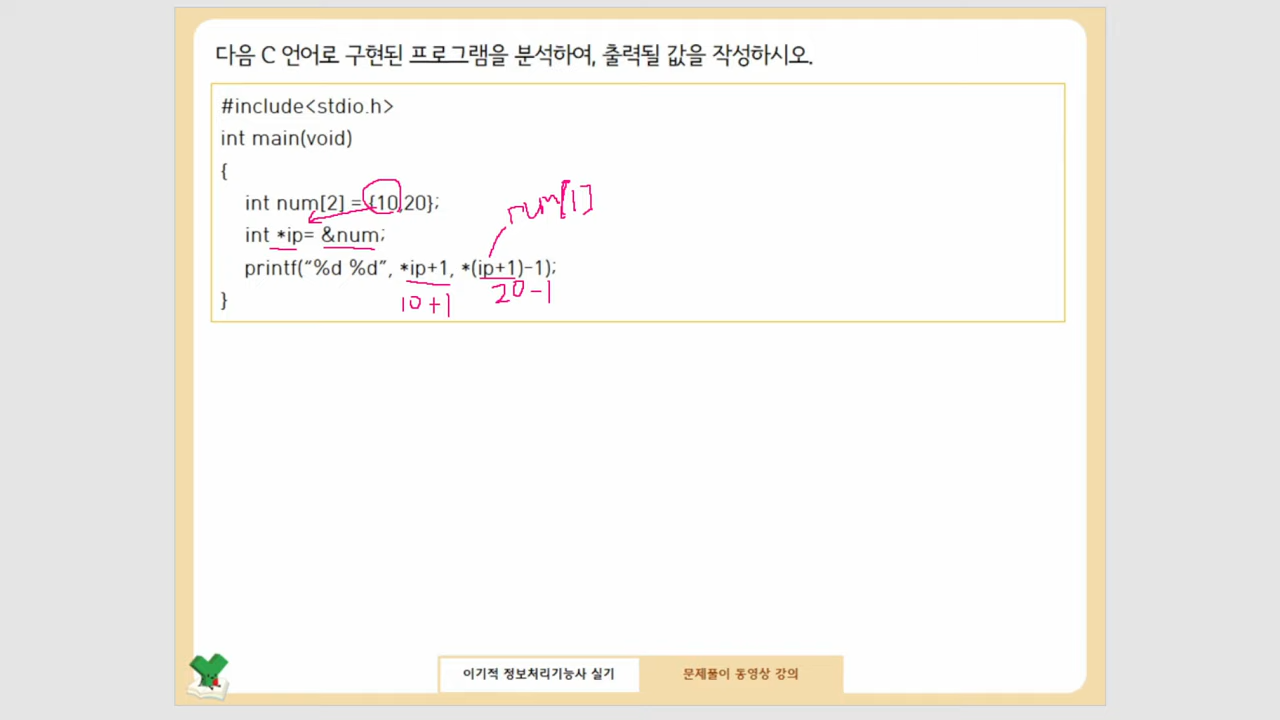 다음 C 언어로 구현된 프로그램을 분석하여, 출력될 값을 작성하시오.
#include<stdio.h>
int main(void)
{
int num[2] = {10,20};
num[1]
int *ip= &num;
printf("%d %d", *ip+1, *(ip+1)-1);
10+1 20-1
}
이기적 정보처리기능사 실기 문제풀이 동영상 강의